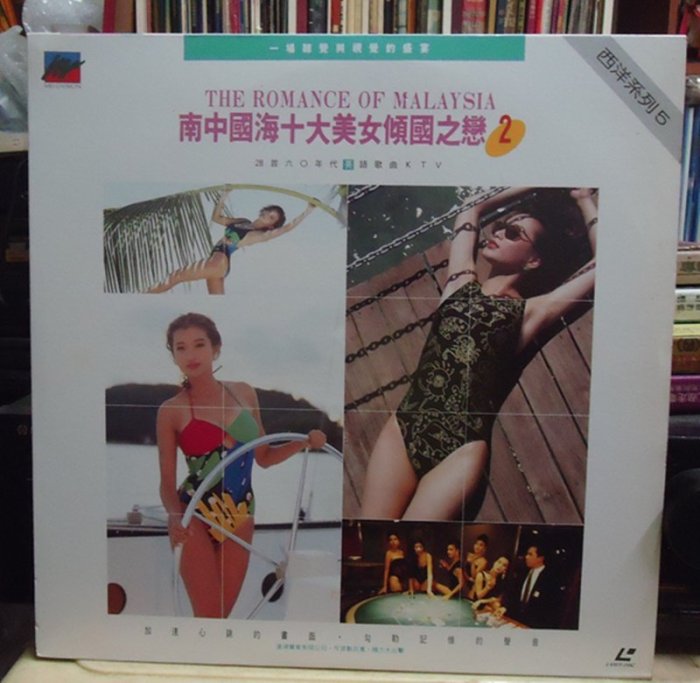 一場聽覺與視覺的盛宴
西洋系列5
THE ROMANCE OF MALAYSIA
南中國海十大美女傾國之戀2
28首六〇年代英語歌曲KTV
加速心跳的畫面・勾勒記憶的聲音
LASERDISC